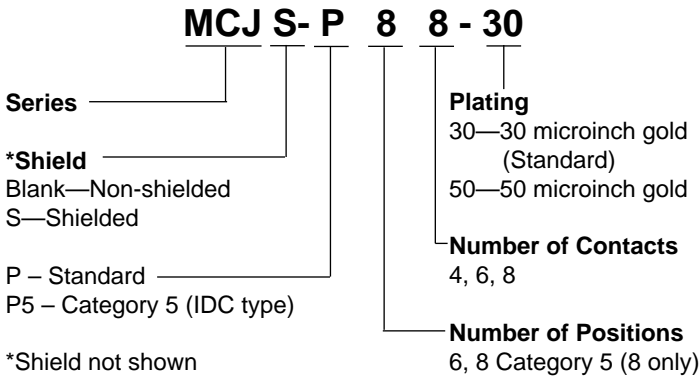 MCJ S- P 8 8 - 30
Series
*Shield
Blank—Non-shielded
S—Shielded
P – Standard
P5 – Category 5 (IDC type)
*Shield not shown
Plating
30—30 microinch gold
(Standard)
50—50 microinch gold
Number of Contacts
4, 6, 8
Number of Positions
6, 8 Category 5 (8 only)